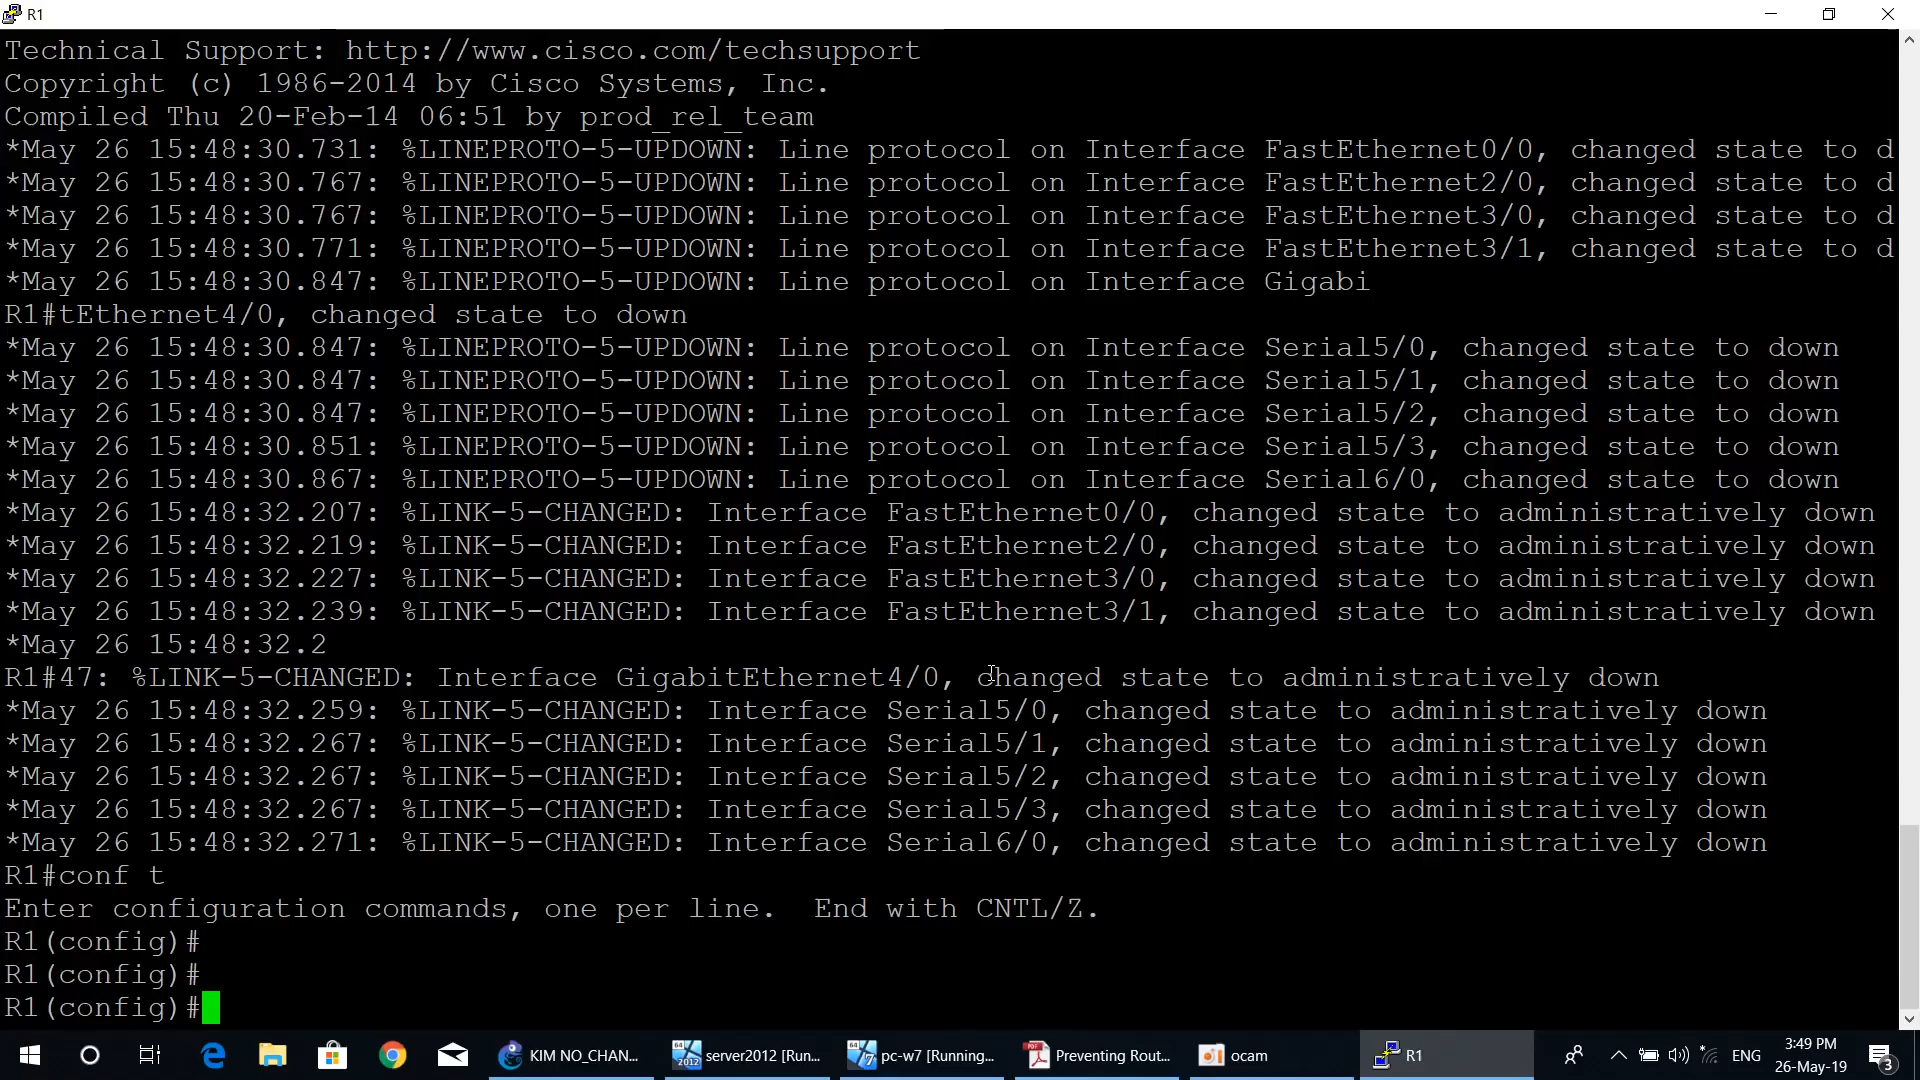 R1
Technical Support: http://www.cisco.com/techsupport
Copyright (c) 1986-2014 by Cisco Systems, Inc.
Compiled Thu 20-Feb-14 06:51 by prod_rel_team
*May 26 15:48:30.731: %LINEPROTO-5-UPDOWN: Line protocol on Interface FastEthernet0/0, changed state to d
*May 26 15:48:30.767: %LINEPROTO-5-UPDOWN: Line protocol on Interface FastEthernet2/0, changed state to d
*May 26 15:48:30.767: %LINEPROTO-5-UPDOWN: Line protocol on Interface FastEthernet3/0, changed state to d
*May 26 15:48:30.771: %LINEPROTO-5-UPDOWN: Line protocol on Interface FastEthernet3/1, changed state to d
*May 26 15:48:30.847: %LINEPROTO-5-UPDOWN: Line protocol on Interface Gigabi
R1#tEthernet4/0, changed state to down
*May 26 15:48:30.847: %LINEPROTO-5-UPDOWN: Line protocol on Interface Serial5/0, changed state to down
*May 26 15:48:30.847: %LINEPROTO-5-UPDOWN: Line protocol on Interface Serial5/1, changed state to down
*May 26 15:48:30.847: %LINEPROTO-5-UPDOWN: Line protocol on Interface Serial5/2, changed state to down
*May 26 15:48:30.851: %LINEPROTO-5-UPDOWN: Line protocol on Interface Serial5/3, changed state to down
*May 26 15:48:30.867: %LINEPROTO-5-UPDOWN: Line protocol on Interface Serial6/0, changed state to down
*May 26 15:48:32.207: %LINK-5-CHANGED: Interface FastEthernet0/0, changed state to administratively down
*May 26 15:48:32.219: %LINK-5-CHANGED: Interface FastEthernet2/0, changed state to administratively down
*May 26 15:48:32.227: %LINK-5-CHANGED: Interface FastEthernet3/0, changed state to administratively down
*May 26 15:48:32.239: %LINK-5-CHANGED: Interface FastEthernet3/1, changed state to administratively down
*May 26 15:48:32.2
R1#47: %LINK-5-CHANGED: Interface GigabitEthernet4/0, changed state to administratively down
*May 26 15:48:32.259: %LINK-5-CHANGED: Interface Serial5/0, changed state to administratively down
*May 26 15:48:32.267: %LINK-5-CHANGED: Interface Serial5/1, changed state to administratively down
*May 26 15:48:32.267: %LINK-5-CHANGED: Interface Serial5/2, changed state to administratively down
*May 26 15:48:32.267: %LINK-5-CHANGED: Interface Serial5/3, changed state to administratively down
*May 26 15:48:32.271: %LINK-5-CHANGED: Interface Serial6/0, changed state to administratively down
R1#conf t
Enter configuration commands, one per line.  End with CNTL/Z.
R1(config)#
R1(config)#
R1(config)#
KIM NO_CHAN... server2012 [Run... pc-w7 [Running... Preventing Rout... ocam R1 ENG 3:49 PM
26-May-19 3